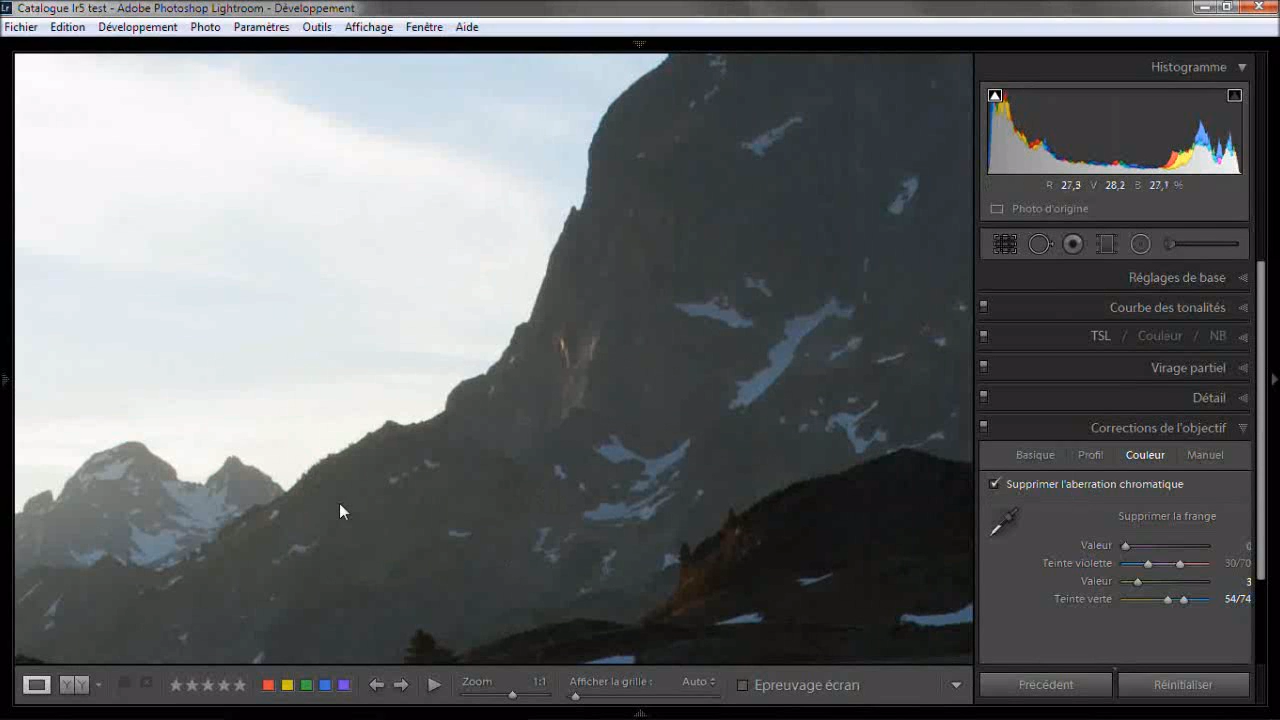 Lr Catalogue lr5 test - Adobe Photoshop Lightroom - Développement
Fichier Edition Développement Photo Paramètres Outils Affichage Fenêtre Aide
Histogramme
R 27,3 V 28,2 B 27,1 %
Photo d'origine
Réglages de base
Courbe des tonalités
TSL / Couleur / NB
Virage partiel
Détail
Corrections de l'objectif
Basique Profil Couleur Manuel
Supprimer l'aberration chromatique
Supprimer la frange
Valeur 0
Teinte violette 30/70
Valeur 3
Teinte verte 54/74
YY Zoom 1:1 Afficher la grille : Auto Epreuvage écran
Précédent Réinitialiser